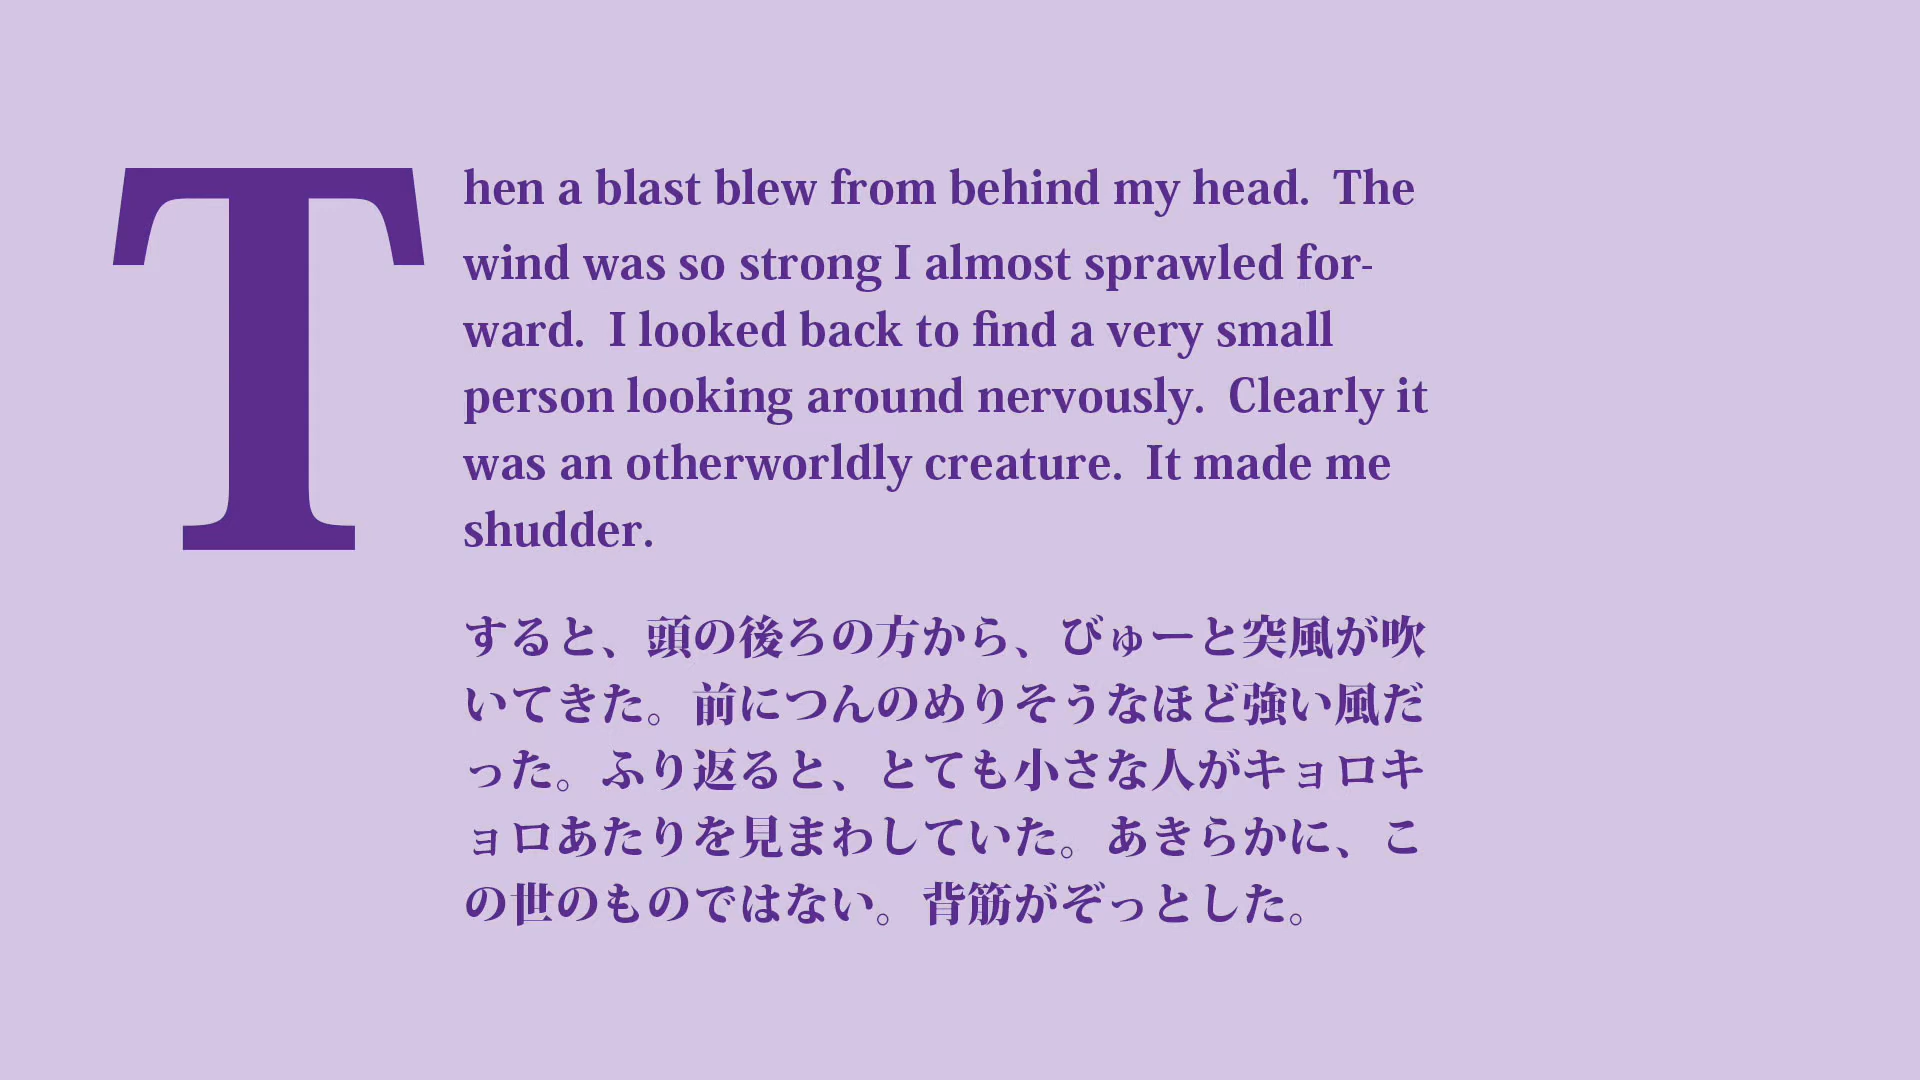 Then a blast blew from behind my head.  The
wind was so strong I almost sprawled for-
ward.  I looked back to find a very small
person looking around nervously.  Clearly it
was an otherworldly creature.  It made me
shudder.
すると、頭の後ろの方から、びゅーと突風が吹
いてきた。前につんのめりそうなほど強い風だ
った。ふり返ると、とても小さな人がキョロキ
ョロあたりを見まわしていた。あきらかに、こ
の世のものではない。背筋がぞっとした。